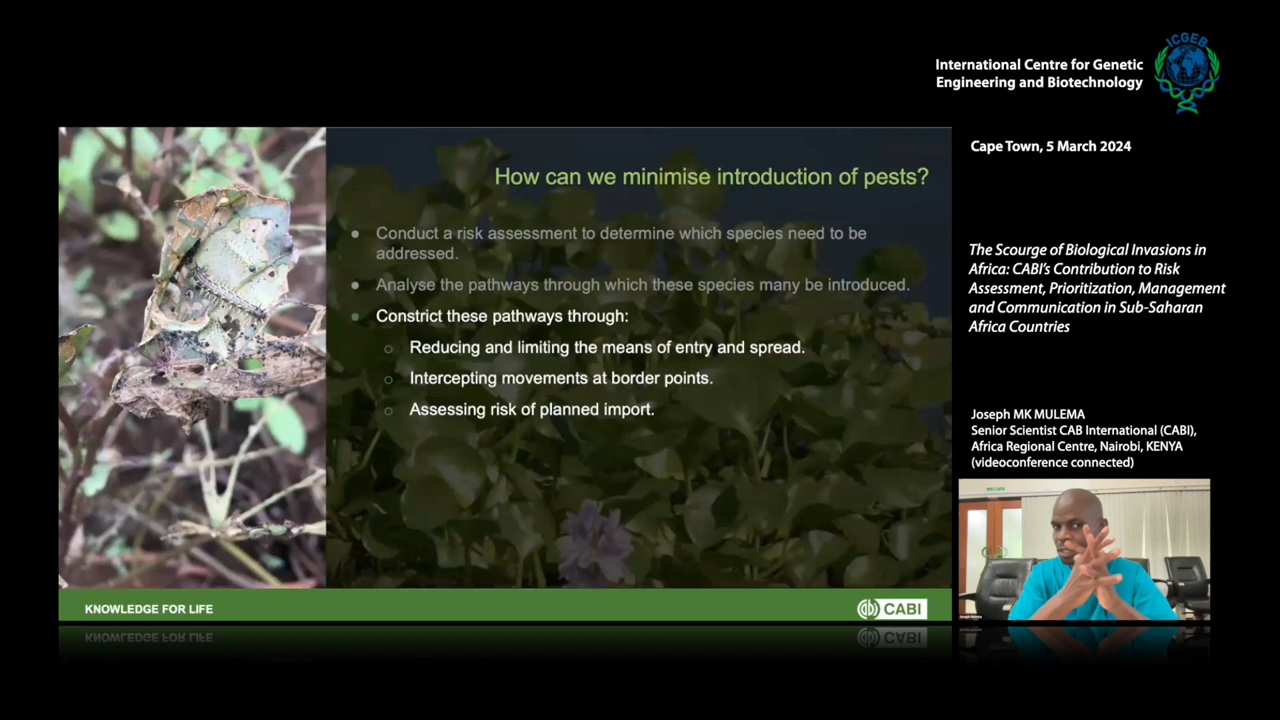 ICGEB
International Centre for Genetic
Engineering and Biotechnology
Cape Town, 5 March 2024
How can we minimise introduction of pests?
Conduct a risk assessment to determine which species need to be
addressed.
Analyse the pathways through which these species many be introduced.
Constrict these pathways through:
Reducing and limiting the means of entry and spread.
Intercepting movements at border points.
Assessing risk of planned import.
The Scourge of Biological Invasions in
Africa: CABI's Contribution to Risk
Assessment, Prioritization, Management
and Communication in Sub-Saharan
Africa Countries
Joseph MK MULEMA
Senior Scientist CAB International (CABI),
Africa Regional Centre, Nairobi, KENYA
(videoconference connected)
KNOWLEDGE FOR LIFE
CABI